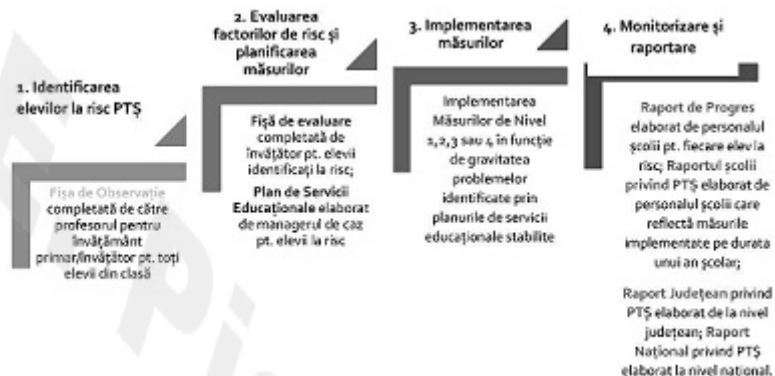 1. Identificarea
elevilor la risc PTȘ
Fișa de Observație
completată de către
profesorul pentru
învățământ
primar/învățător pt. toți
elevii din clasă
2. Evaluarea
factorilor de risc și
planificarea
măsurilor
Fișă de evaluare
completată de
învățător pt. elevii
identificați la risc;
Plan de Servicii
Educaționale elaborat
de managerul de caz
pt. elevii la risc
3. Implementarea
măsurilor
Implementarea
Măsurilor de Nivel
1,2,3 sau 4 în funcție
de gravitatea
problemelor
identificate prin
planurile de servicii
educaționale stabilite
4. Monitorizare și
raportare
Raport de Progres
elaborat de personalul
școlii pt. fiecare elev la
risc; Raportul școlii
privind PTȘ elaborat de
personalul școlii care
reflectă măsurile
implementate pe durata
unui an școlar;
Raport Județean privind
PTȘ elaborat de la nivel
județean; Raport
Național privind PTȘ
elaborat la nivel național.